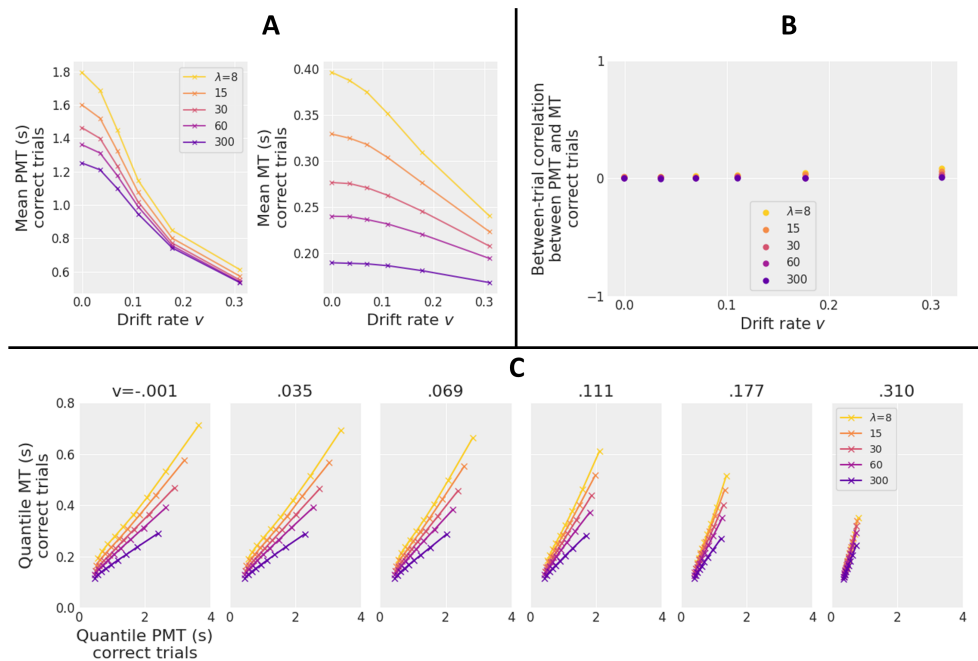 A
B
1.8
1.6
1.4
1.2
1.0
0.8
0.6
Mean PMT (s)
correct trials
λ=8
15
30
60
300
0.0
0.1
0.2
0.3
Drift rate v
0.40
0.35
0.30
0.25
0.20
Mean MT (s)
correct trials
0.0
0.1
0.2
0.3
Drift rate v
1
0
−1
Between-trial correlation
between PMT and MT
correct trials
λ=8
15
30
60
300
0.0
0.1
0.2
0.3
Drift rate v
C
v=-.001
.035
.069
.111
.177
.310
0.8
0.6
0.4
0.2
0.0
Quantile MT (s)
correct trials
λ=8
15
30
60
300
0 2 4
0 2 4
0 2 4
0 2 4
0 2 4
0 2 4
Quantile PMT (s)
correct trials